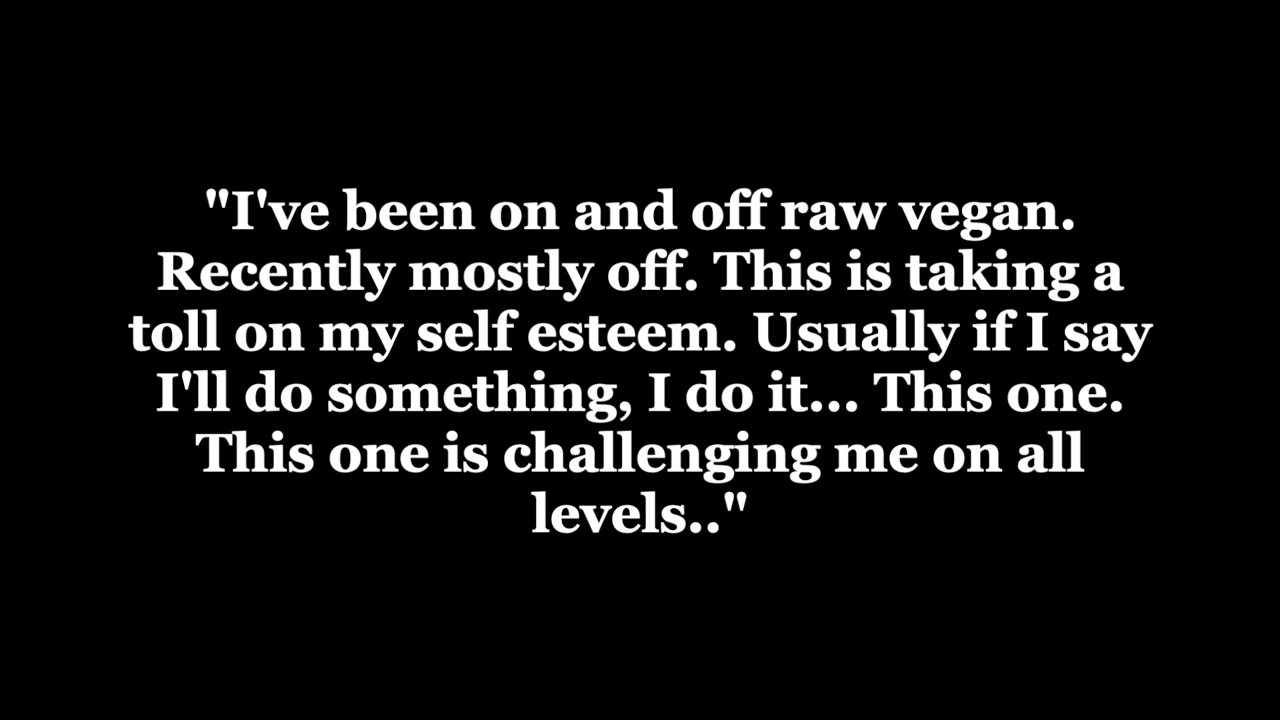 "I've been on and off raw vegan.
Recently mostly off. This is taking a
toll on my self esteem. Usually if I say
I'll do something, I do it... This one.
This one is challenging me on all
levels.."